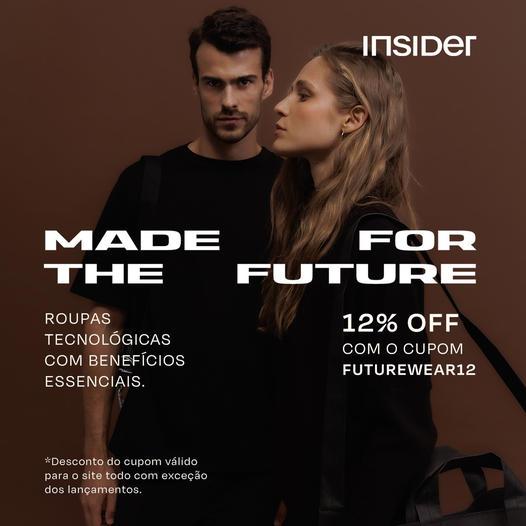 INSIDER
MADE FOR
THE FUTURE
ROUPAS
TECNOLÓGICAS
COM BENEFÍCIOS
ESSENCIAIS.
12% OFF
COM O CUPOM
FUTUREWEAR12
*Desconto do cupom válido
para o site todo com exceção
dos lançamentos.